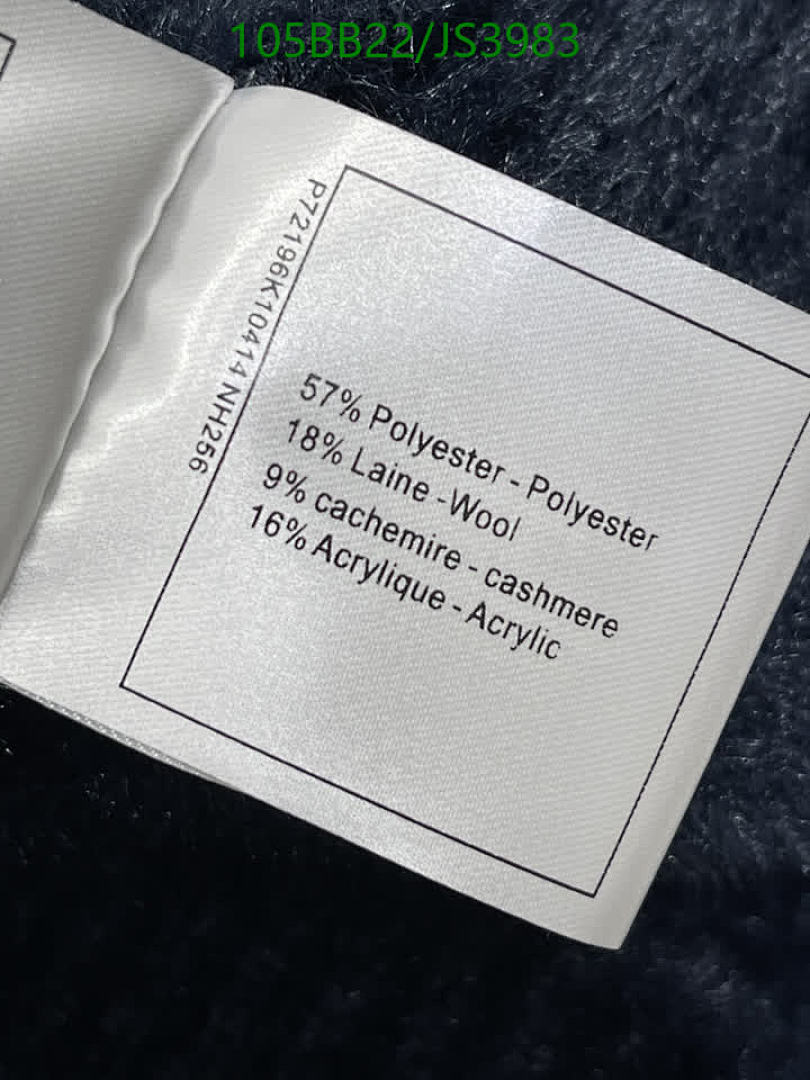 105BB22/JS3983
P72196K10414 NH256
57% Polyester - Polyester
18% Laine -Wool
9% cachemire - cashmere
16% Acrylique - Acrylic